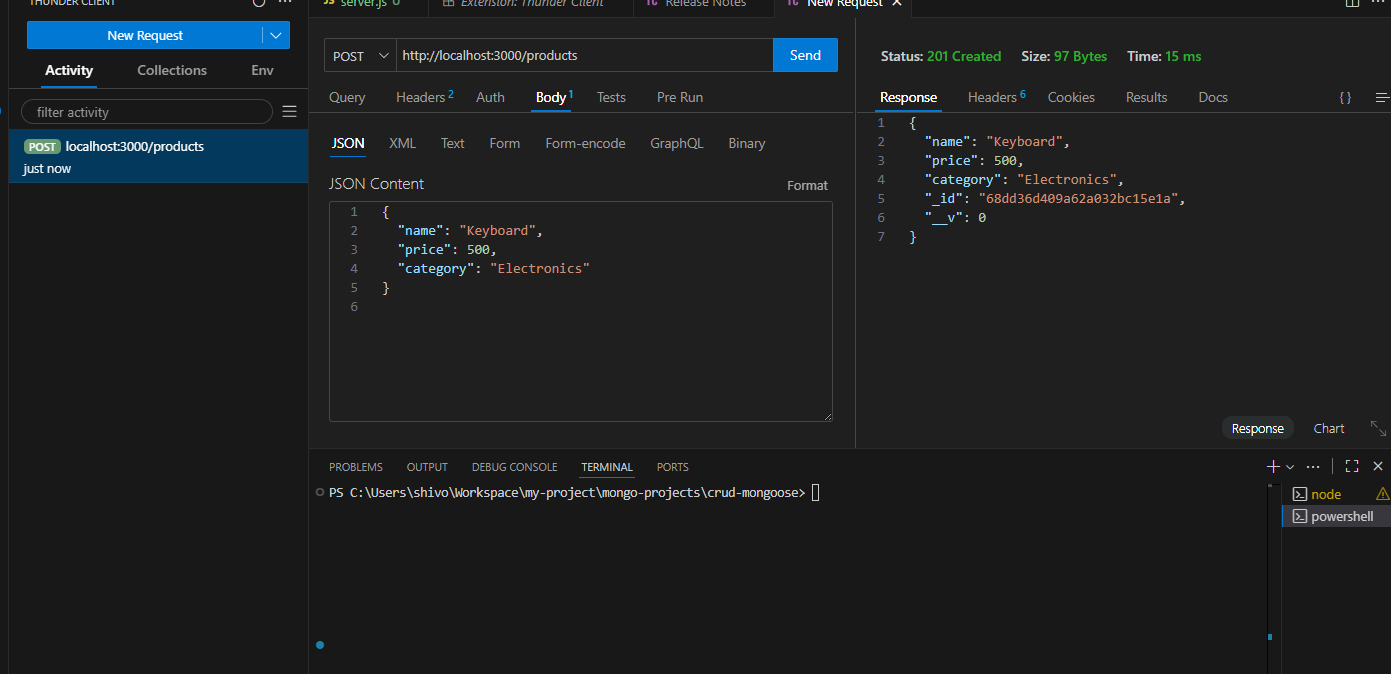 THUNDER CLIENT
New Request
Activity Collections Env
filter activity
POST localhost:3000/products
just now
JS server.js U
Extension: Thunder Client
TC Release Notes
TC New Request
POST http://localhost:3000/products Send
Query Headers 2 Auth Body 1 Tests Pre Run
JSON XML Text Form Form-encode GraphQL Binary
JSON Content Format
1 {
2 "name": "Keyboard",
3 "price": 500,
4 "category": "Electronics"
5 }
6
Status: 201 Created Size: 97 Bytes Time: 15 ms
Response Headers 6 Cookies Results Docs { }
1 {
2 "name": "Keyboard",
3 "price": 500,
4 "category": "Electronics",
5 "_id": "68dd36d409a62a032bc15e1a",
6 "__v": 0
7 }
Response Chart
PROBLEMS OUTPUT DEBUG CONSOLE TERMINAL PORTS
PS C:\Users\shivo\Workspace\my-project\mongo-projects\crud-mongoose>
node
powershell